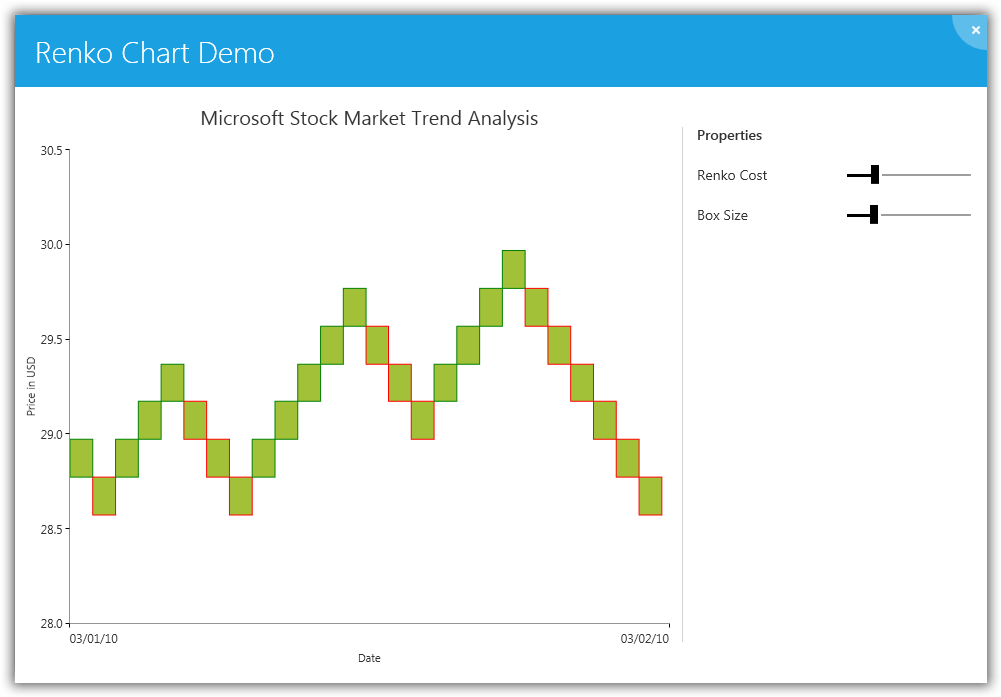 Renko Chart Demo
×
Microsoft Stock Market Trend Analysis
Properties
Renko Cost
Box Size
Price in USD
30.5
30.0
29.5
29.0
28.5
28.0
03/01/10
03/02/10
Date